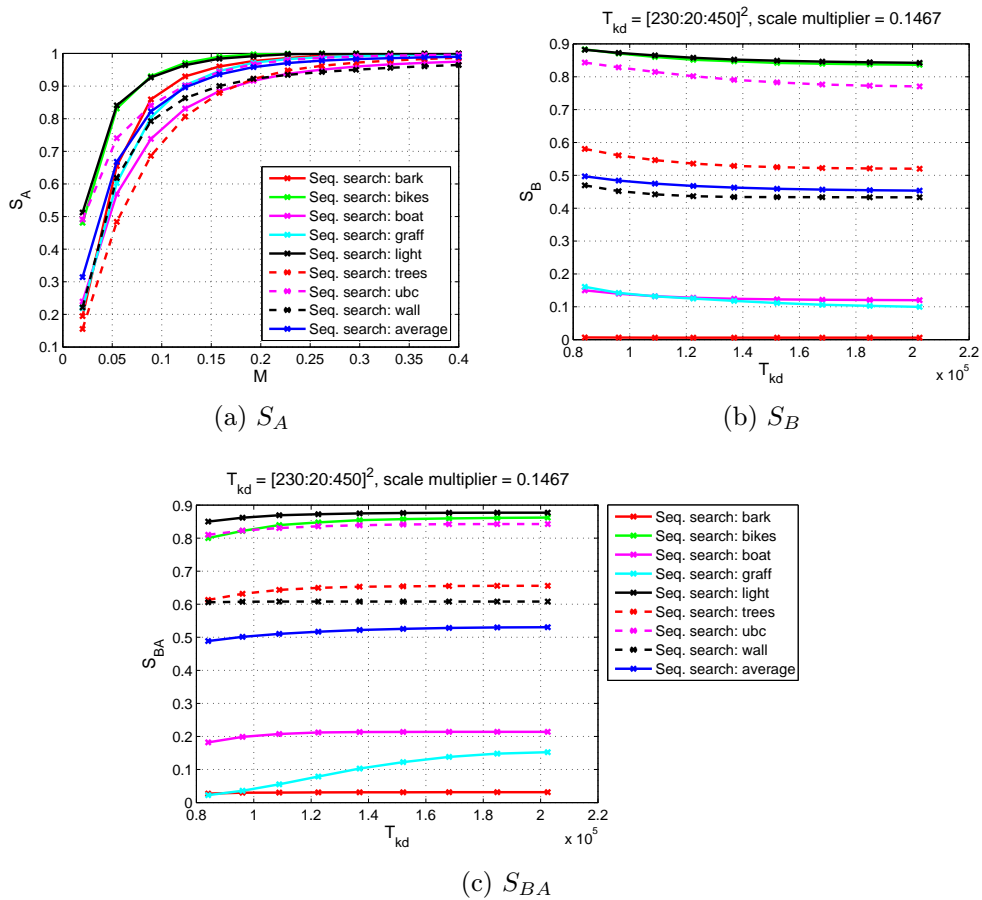 1
0.9
0.8
0.7
0.6
0.5
0.4
0.3
0.2
0.1
S_A
0 0.05 0.1 0.15 0.2 0.25 0.3 0.35 0.4
M
Seq. search: bark
Seq. search: bikes
Seq. search: boat
Seq. search: graff
Seq. search: light
Seq. search: trees
Seq. search: ubc
Seq. search: wall
Seq. search: average
(a) S_A
T_kd = [230:20:450]^2, scale multiplier = 0.1467
0.9
0.8
0.7
0.6
0.5
0.4
0.3
0.2
0.1
0
S_B
0.8 1 1.2 1.4 1.6 1.8 2 2.2
T_kd
x 10^5
(b) S_B
T_kd = [230:20:450]^2, scale multiplier = 0.1467
0.9
0.8
0.7
0.6
0.5
0.4
0.3
0.2
0.1
0
S_BA
0.8 1 1.2 1.4 1.6 1.8 2 2.2
T_kd
x 10^5
Seq. search: bark
Seq. search: bikes
Seq. search: boat
Seq. search: graff
Seq. search: light
Seq. search: trees
Seq. search: ubc
Seq. search: wall
Seq. search: average
(c) S_BA